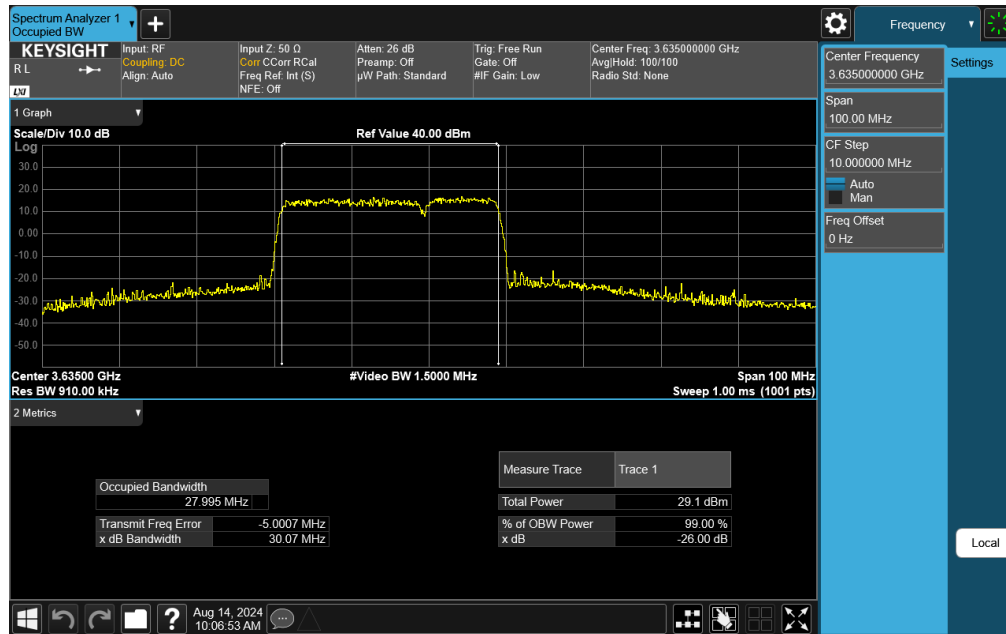 Spectrum Analyzer 1
Occupied BW
+
Frequency
KEYSIGHT
R L
LXI
Input: RF
Coupling: DC
Align: Auto
Input Z: 50 Ω
Corr CCorr RCal
Freq Ref: Int (S)
NFE: Off
Atten: 26 dB
Preamp: Off
µW Path: Standard
Trig: Free Run
Gate: Off
#IF Gain: Low
Center Freq: 3.635000000 GHz
Avg|Hold: 100/100
Radio Std: None
Center Frequency
3.635000000 GHz
Settings
Span
100.00 MHz
CF Step
10.000000 MHz
Auto
Man
Freq Offset
0 Hz
1 Graph
Scale/Div 10.0 dB
Ref Value 40.00 dBm
Log
30.0
20.0
10.0
0.00
-10.0
-20.0
-30.0
-40.0
-50.0
Center 3.63500 GHz
#Video BW 1.5000 MHz
Span 100 MHz
Res BW 910.00 kHz
Sweep 1.00 ms (1001 pts)
2 Metrics
Measure Trace Trace 1
Occupied Bandwidth
27.995 MHz
Total Power 29.1 dBm
Transmit Freq Error -5.0007 MHz
% of OBW Power 99.00 %
x dB Bandwidth 30.07 MHz
x dB -26.00 dB
Local
?
Aug 14, 2024
10:06:53 AM